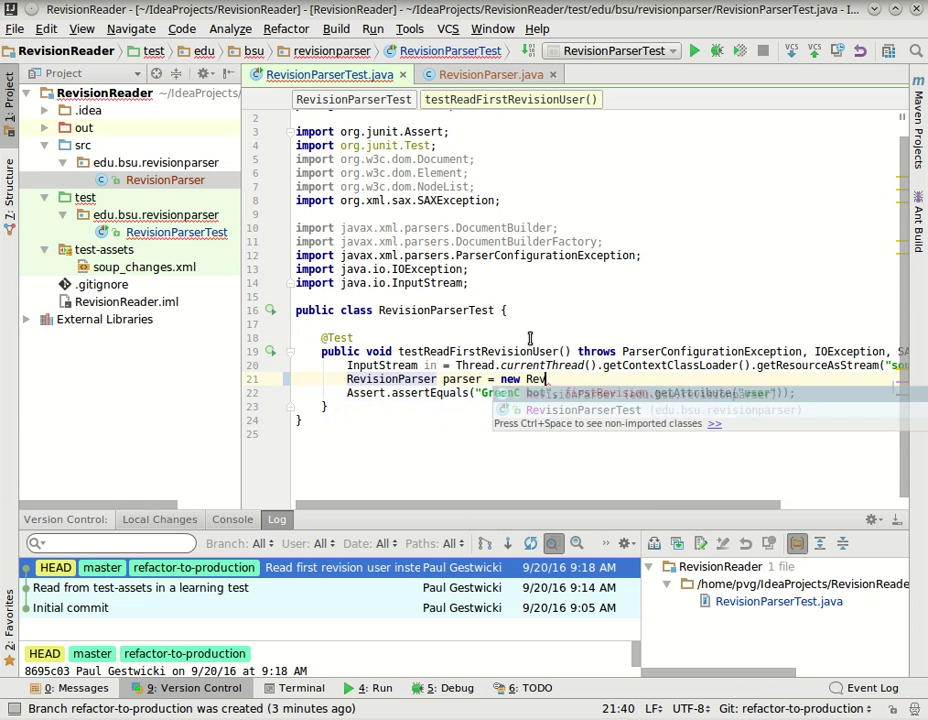 RevisionReader - [~/IdeaProjects/RevisionReader] - [RevisionReader] - ~/IdeaProjects/RevisionReader/test/edu/bsu/revisionparser/RevisionParserTest.java - I...
File Edit View Navigate Code Analyze Refactor Build Run Tools VCS Window Help
RevisionReader test edu bsu revisionparser RevisionParserTest RevisionParserTest VCS VCS
1: Project
7: Structure
Project
RevisionReader ~/IdeaProjects/
.idea
out
src
edu.bsu.revisionparser
RevisionParser
test
edu.bsu.revisionparser
RevisionParserTest
test-assets
soup_changes.xml
.gitignore
RevisionReader.iml
External Libraries
RevisionParserTest.java RevisionParser.java
RevisionParserTest testReadFirstRevisionUser()
2
3 import org.junit.Assert;
4 import org.junit.Test;
5 import org.w3c.dom.Document;
6 import org.w3c.dom.Element;
7 import org.w3c.dom.NodeList;
8 import org.xml.sax.SAXException;
9
10 import javax.xml.parsers.DocumentBuilder;
11 import javax.xml.parsers.DocumentBuilderFactory;
12 import javax.xml.parsers.ParserConfigurationException;
13 import java.io.IOException;
14 import java.io.InputStream;
15
16 public class RevisionParserTest {
17
18 @Test
19 public void testReadFirstRevisionUser() throws ParserConfigurationException, IOException, SA
20 InputStream in = Thread.currentThread().getContextClassLoader().getResourceAsStream("sou
21 RevisionParser parser = new Rev
22 Assert.assertEquals("GreenC bot", firstRevision.getAttribute("user"));
RevisionParserTest (edu.bsu.revisionparser)
Press Ctrl+Space to see non-imported classes >>
23 }
24 }
25
Maven Projects
Ant Build
Version Control: Local Changes Console Log
Branch: All User: All Date: All Paths: All
HEAD master refactor-to-production Read first revision user inste Paul Gestwicki 9/20/16 9:18 AM
Read from test-assets in a learning test Paul Gestwicki 9/20/16 9:14 AM
Initial commit Paul Gestwicki 9/20/16 9:05 AM
HEAD master refactor-to-production
8695c03 Paul Gestwicki on 9/20/16 at 9:18 AM
RevisionReader 1 file
/home/pvg/IdeaProjects/RevisionReade
RevisionParserTest.java
2: Favorites
0: Messages 9: Version Control Terminal 4: Run 5: Debug 6: TODO Event Log
Branch refactor-to-production was created (3 minutes ago) 21:40 LF UTF-8 Git: refactor-to-production